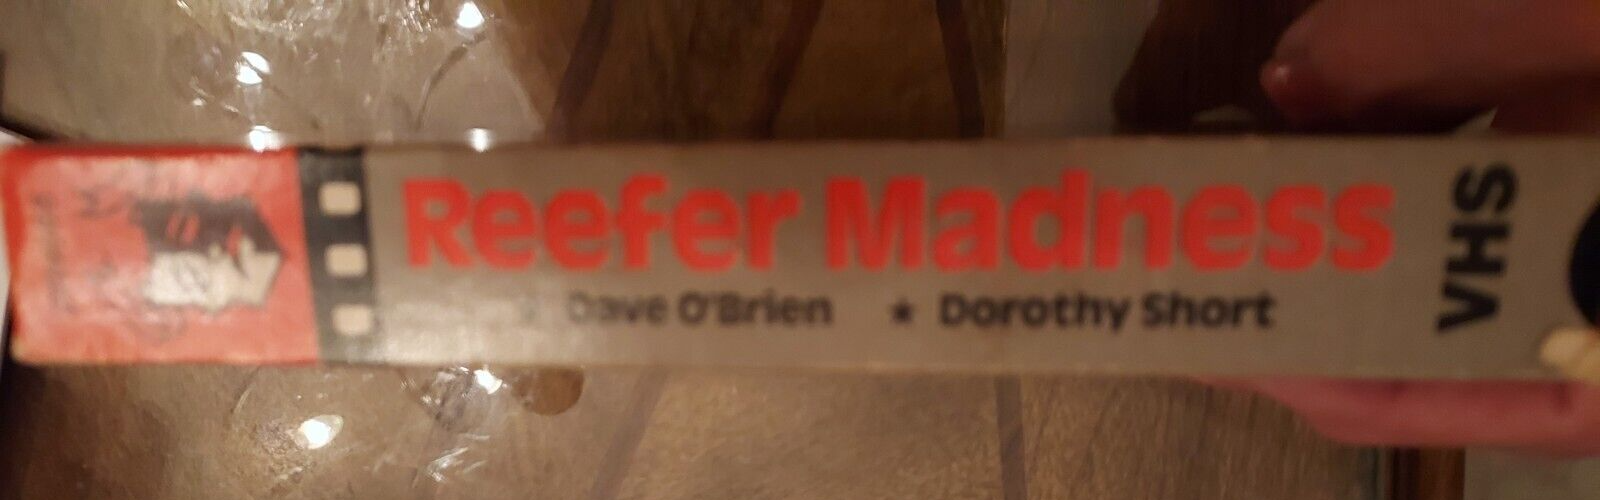 Reefer Madness
Dave O'Brien ★ Dorothy Short
VHS